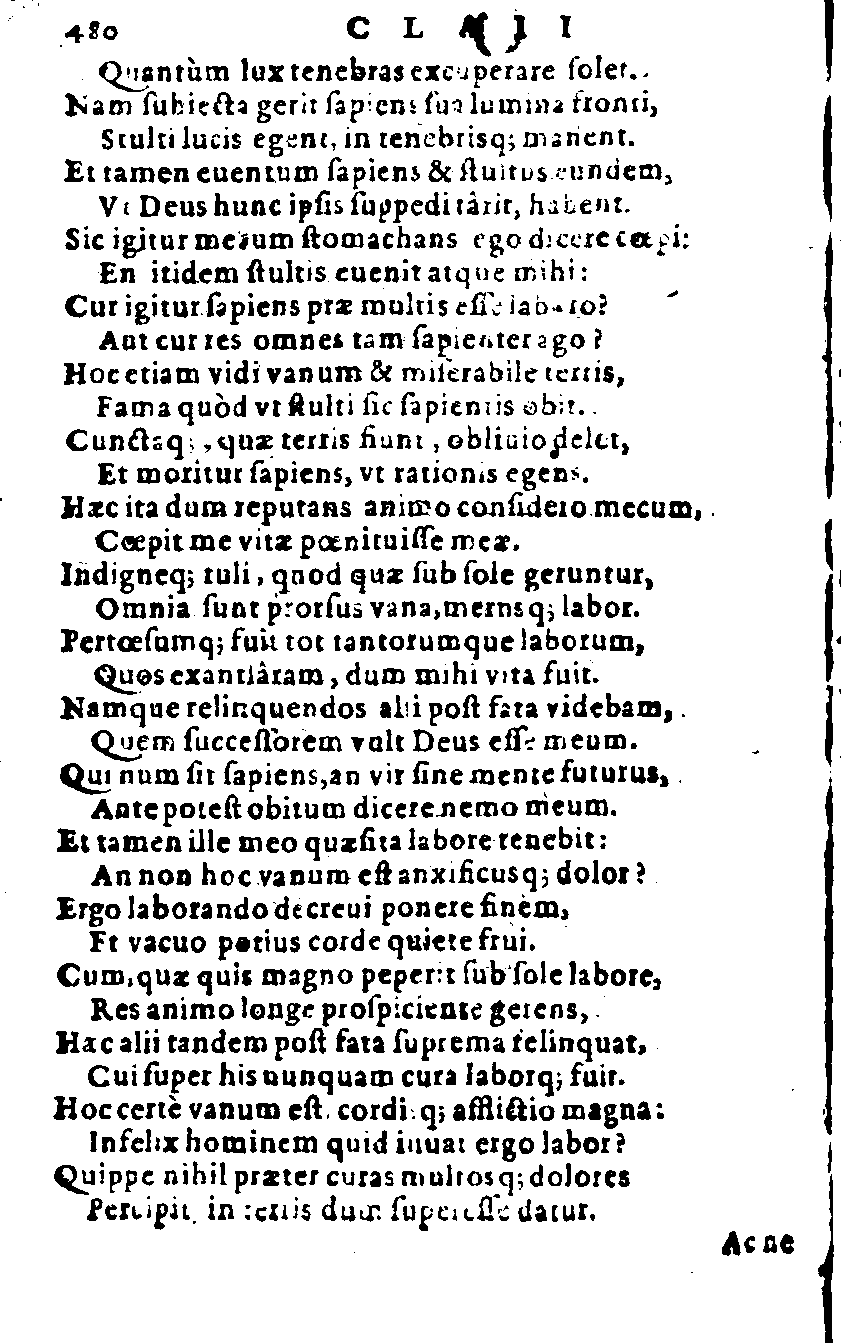 480 C L A J I
Quantùm lux tenebras excuperare ſolet.
Nam ſubiecta gerit ſapiens ſua lumina fronti,
Stulti lucis egent, in tenebrisq; manent.
Et tamen euentum ſapiens & ſtultus eundem,
Vt Deus hunc ipſis ſuppeditârit, habent.
Sic igitur mecum ſtomachans ego dicere cœpi:
En itidem ſtultis euenit atque mihi:
Cur igitur ſapiens præ multis eſſe laboro?
Aut cur res omnes tam ſapienter ago?
Hoc etiam vidi vanum & miſerabile terris,
Fama quòd vt ſtulti ſic ſapientis obit.
Cunctaq;, quæ terris fiunt, obliuio delet,
Et moritur ſapiens, vt rationis egens.
Hæc ita dum reputans animo conſidero mecum,
Cœpit me vitæ pœnituiſſe meæ.
Indigneq; tuli, quod quæ ſub ſole geruntur,
Omnia ſunt prorſus vana, merusq; labor.
Pertœſumq; fuit tot tantorumque laborum,
Quos exantlâram, dum mihi vita fuit.
Namque relinquendos alii poſt fata videbam,
Quem ſucceſſorem vult Deus eſſe meum.
Qui num ſit ſapiens, an vir ſine mente futurus,
Ante poteſt obitum dicere nemo meum.
Et tamen ille meo quæſita labore tenebit:
An non hoc vanum eſt anxificusq; dolor?
Ergo laborando decreui ponere finem,
Et vacuo potius corde quiete frui.
Cum, quæ quis magno peperit ſub ſole labore,
Res animo longe proſpiciente gerens,
Hæc alii tandem poſt fata ſuprema relinquat,
Cui ſuper his nunquam cura laborq; fuit.
Hoc certè vanum eſt, cordiq; afflictio magna:
Infelix hominem quid iuuat ergo labor?
Quippe nihil præter curas multosq; dolores
Percipit, in terris dum ſupereſſe datur.
Ac ne